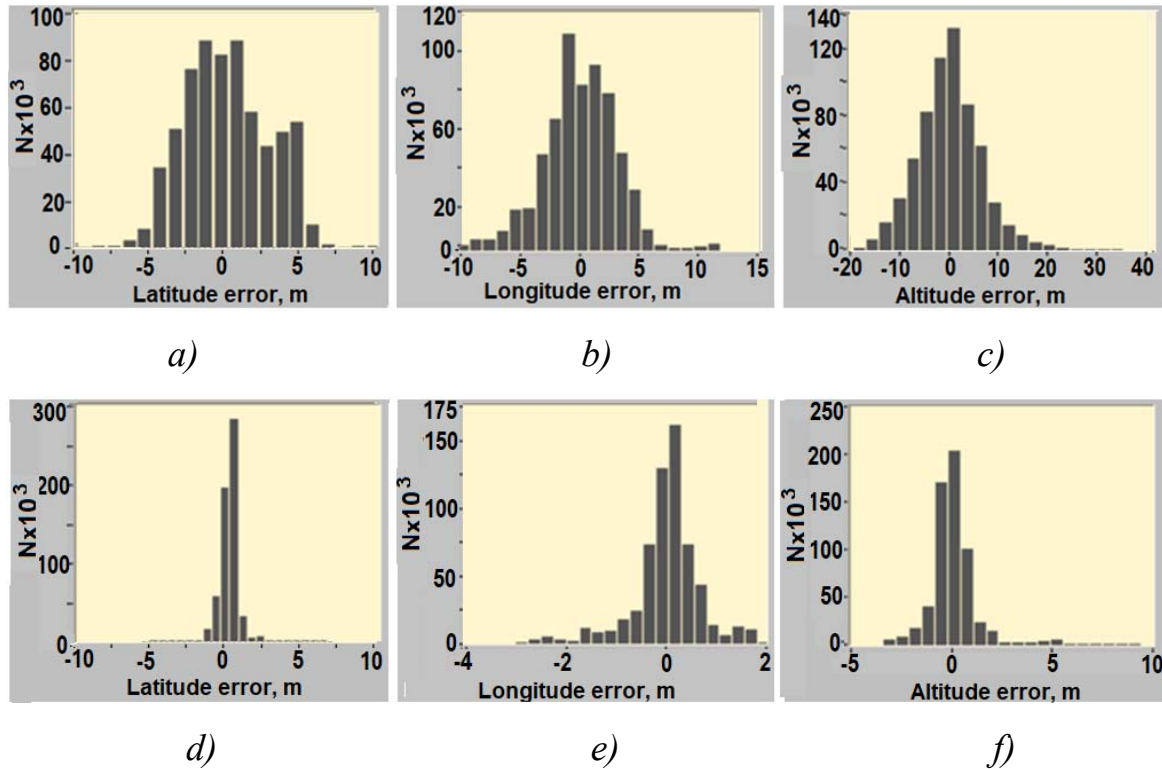 100
80
60
40
20
0
Nx10³
-10 -5 0 5 10
Latitude error, m
a)
120
100
60
20
0
Nx10³
-10 -5 0 5 10 15
Longitude error, m
b)
140
120
80
40
0
Nx10³
-20 -10 0 10 20 30 40
Altitude error, m
c)
300
200
100
0
Nx10³
-10 -5 0 5 10
Latitude error, m
d)
175
150
100
50
0
Nx10³
-4 -2 0 2
Longitude error, m
e)
250
200
150
100
50
0
Nx10³
-5 0 5 10
Altitude error, m
f)